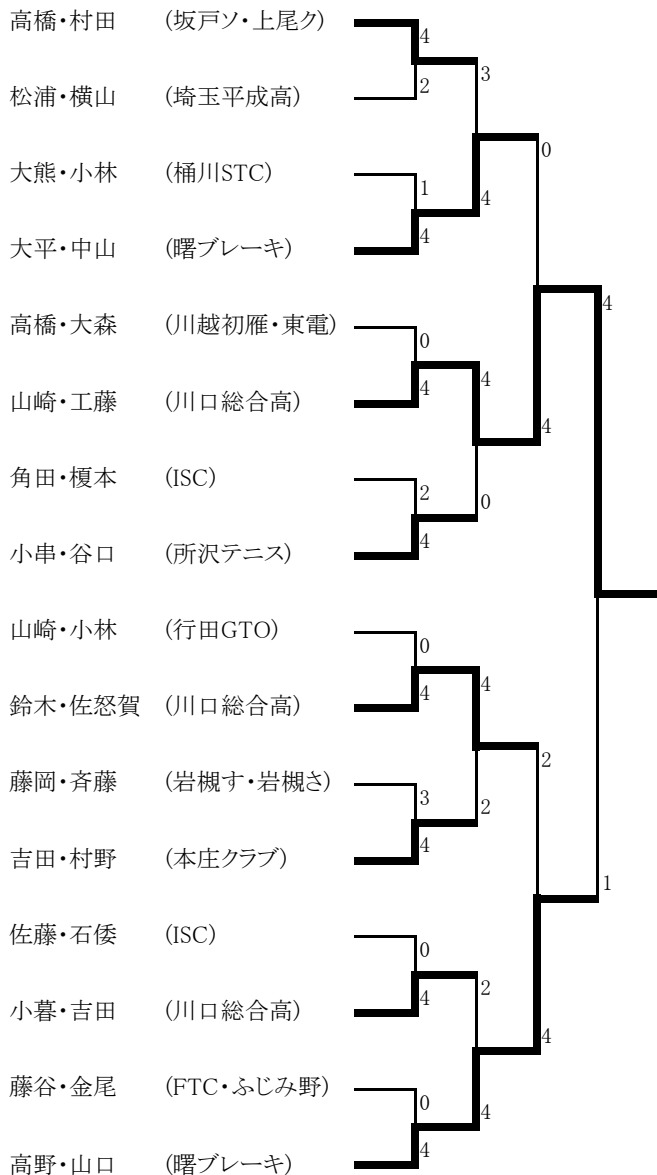 高橋・村田 (坂戸ソ・上尾ク)
4
3
松浦・横山 (埼玉平成高)
2
0
大熊・小林 (桶川STC)
1
4
大平・中山 (曙ブレーキ)
4
4
高橋・大森 (川越初雁・東電)
0
4
山崎・工藤 (川口総合高)
4
4
角田・榎本 (ISC)
2
0
小串・谷口 (所沢テニス)
4
山崎・小林 (行田GTO)
0
4
鈴木・佐怒賀 (川口総合高)
4
2
藤岡・斉藤 (岩槻す・岩槻さ)
3
2
吉田・村野 (本庄クラブ)
4
1
佐藤・石倭 (ISC)
0
2
小暮・吉田 (川口総合高)
4
4
藤谷・金尾 (FTC・ふじみ野)
0
4
高野・山口 (曙ブレーキ)
4